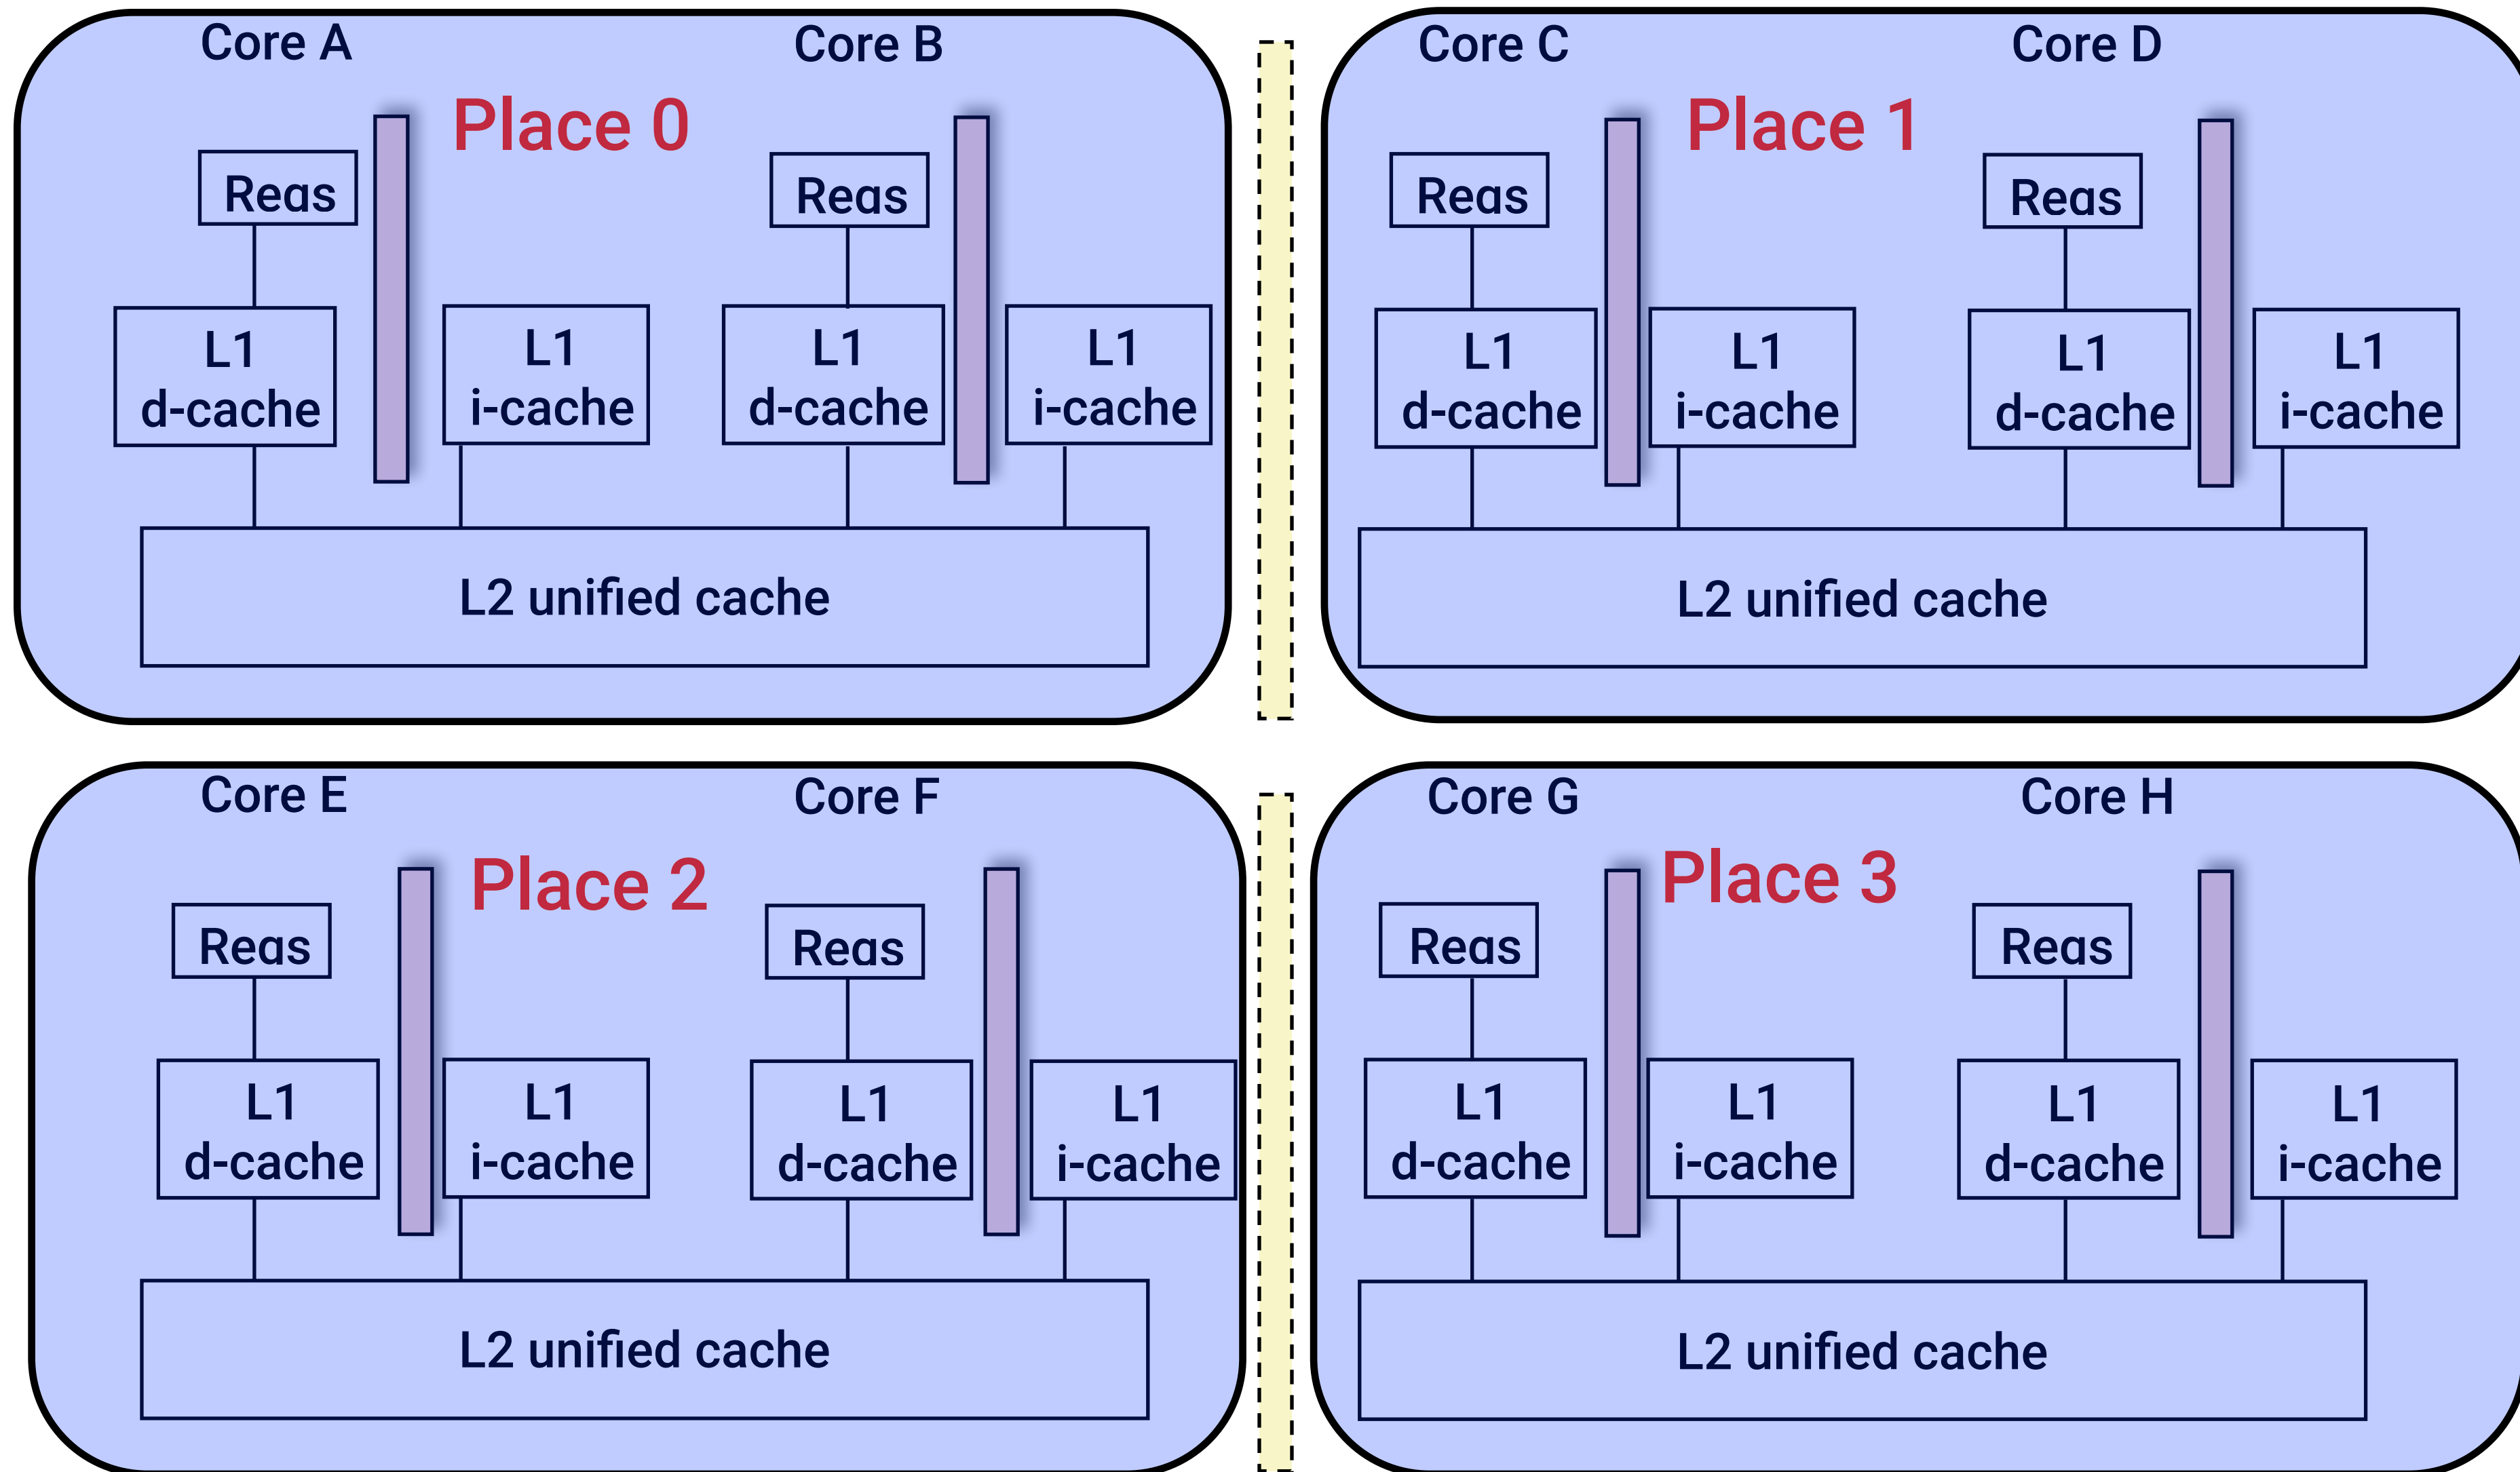 Core A
Core B
Core C
Core D
Place 0
Place 1
Regs
Regs
Regs
Regs
L1
d-cache
L1
i-cache
L1
d-cache
L1
i-cache
L1
d-cache
L1
i-cache
L1
d-cache
L1
i-cache
L2 unified cache
L2 unified cache
Core E
Core F
Core G
Core H
Place 2
Place 3
Regs
Regs
Regs
Regs
L1
d-cache
L1
i-cache
L1
d-cache
L1
i-cache
L1
d-cache
L1
i-cache
L1
d-cache
L1
i-cache
L2 unified cache
L2 unified cache